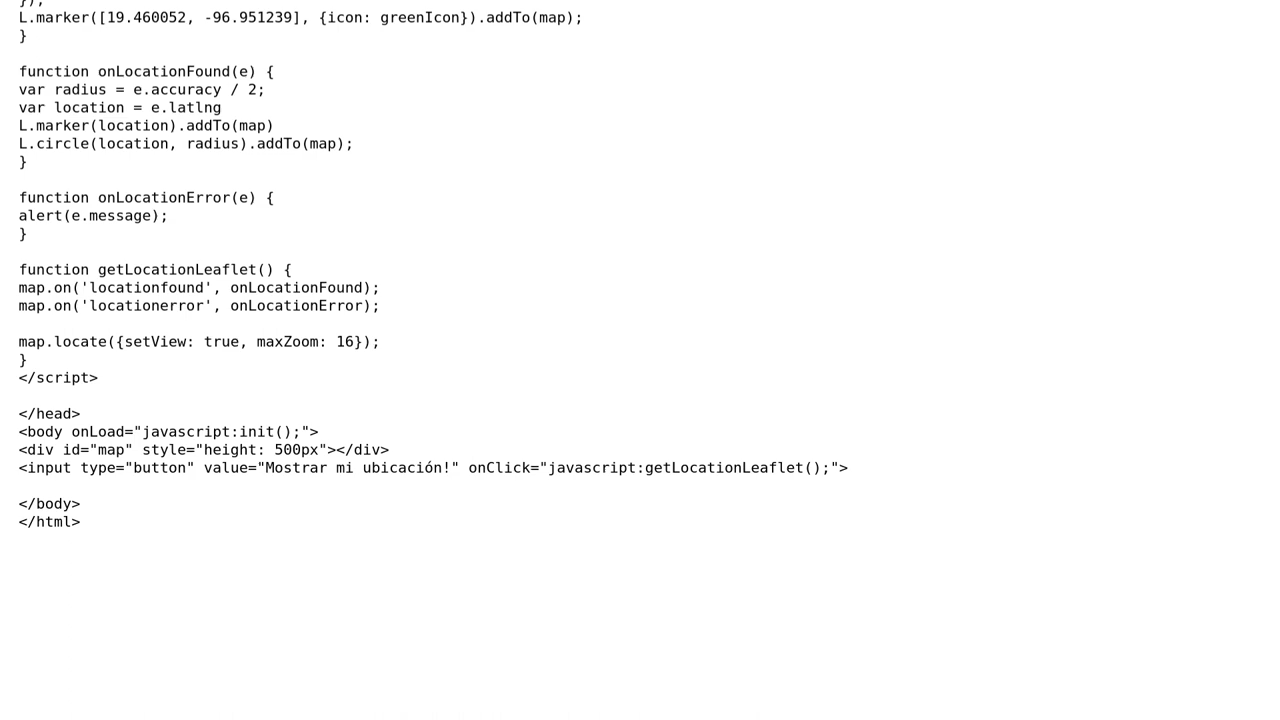 });
L.marker([19.460052, -96.951239], {icon: greenIcon}).addTo(map);
}
function onLocationFound(e) {
var radius = e.accuracy / 2;
var location = e.latlng
L.marker(location).addTo(map)
L.circle(location, radius).addTo(map);
}
function onLocationError(e) {
alert(e.message);
}
function getLocationLeaflet() {
map.on('locationfound', onLocationFound);
map.on('locationerror', onLocationError);
map.locate({setView: true, maxZoom: 16});
}
</script>
</head>
<body onLoad="javascript:init();">
<div id="map" style="height: 500px"></div>
<input type="button" value="Mostrar mi ubicación!" onClick="javascript:getLocationLeaflet();">
</body>
</html>